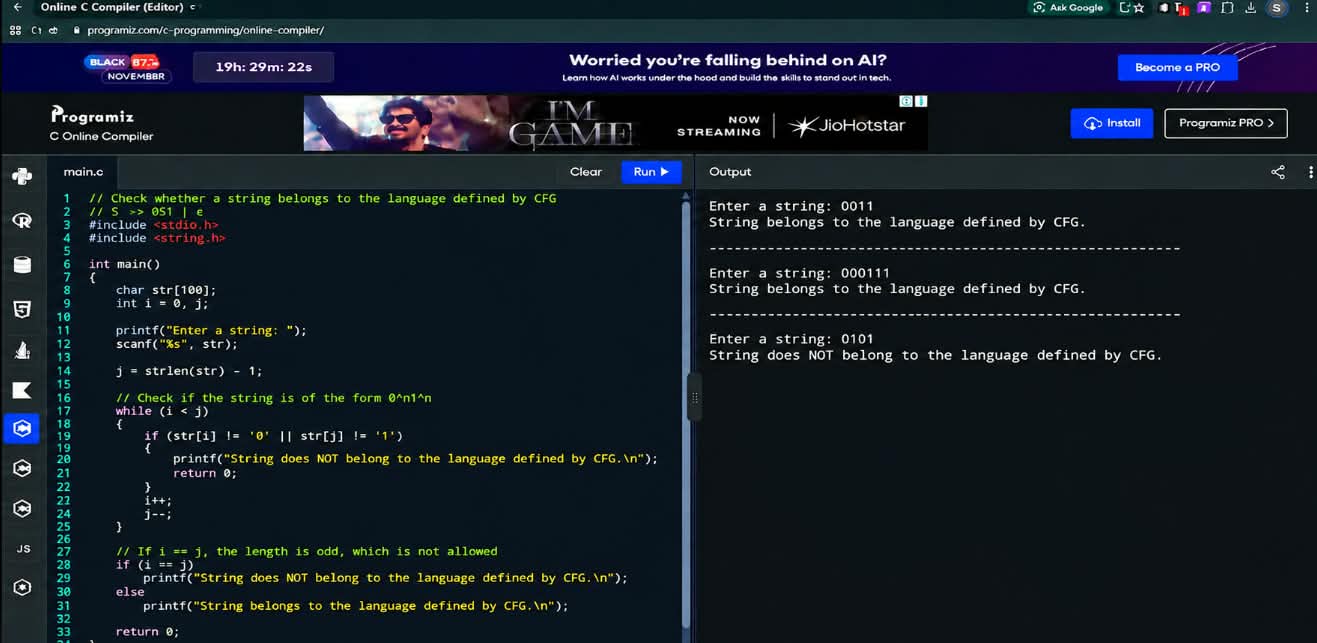 Online C Compiler (Editor)
Ask Google
S
programiz.com/c-programming/online-compiler/
BLACK
NOVEMBBR
19h: 29m: 22s
Worried you're falling behind on AI?
Learn how AI works under the hood and build the skills to stand out in tech.
Become a PRO
Programiz
C Online Compiler
I'M
GAME
NOW
STREAMING
JioHotstar
Install
Programiz PRO >
main.c
Clear
Run
Output
1 // Check whether a string belongs to the language defined by CFG
2 // S >> 0S1 | ε
3 #include <stdio.h>
4 #include <string.h>
5
6 int main()
7 {
8 char str[100];
9 int i = 0, j;
10
11 printf("Enter a string: ");
12 scanf("%s", str);
13
14 j = strlen(str) - 1;
15
16 // Check if the string is of the form 0^n1^n
17 while (i < j)
18 {
19 if (str[i] != '0' || str[j] != '1')
19 {
20 printf("String does NOT belong to the language defined by CFG.\n");
21 return 0;
22 }
23 i++;
24 j--;
25 }
26
27 // If i == j, the length is odd, which is not allowed
28 if (i == j)
29 printf("String does NOT belong to the language defined by CFG.\n");
30 else
31 printf("String belongs to the language defined by CFG.\n");
32
33 return 0;
JS
Enter a string: 0011
String belongs to the language defined by CFG.
---------------------------------------------------------
Enter a string: 000111
String belongs to the language defined by CFG.
---------------------------------------------------------
Enter a string: 0101
String does NOT belong to the language defined by CFG.